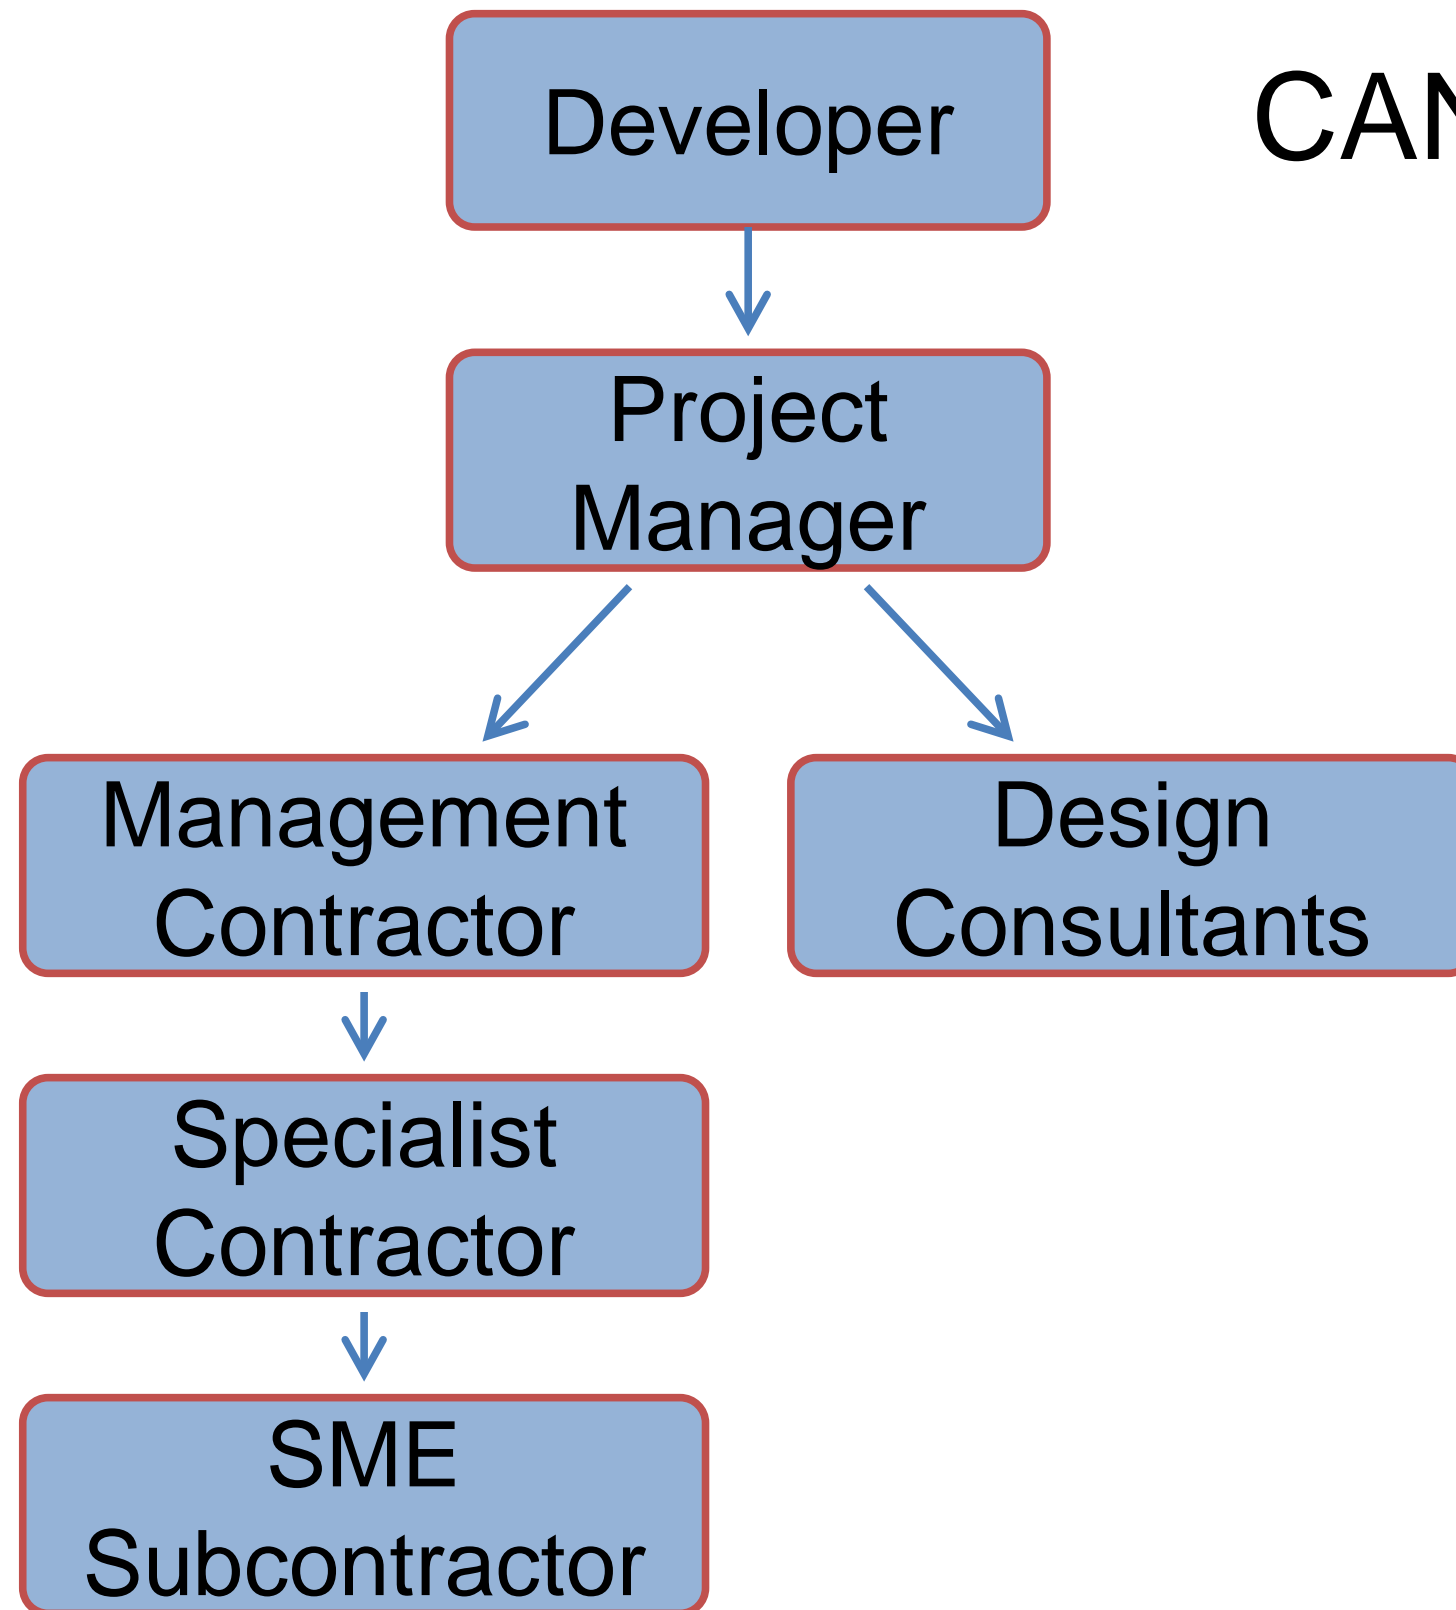 Developer
Project
Manager
Management
Contractor
Design
Consultants
Specialist
Contractor
SME
Subcontractor